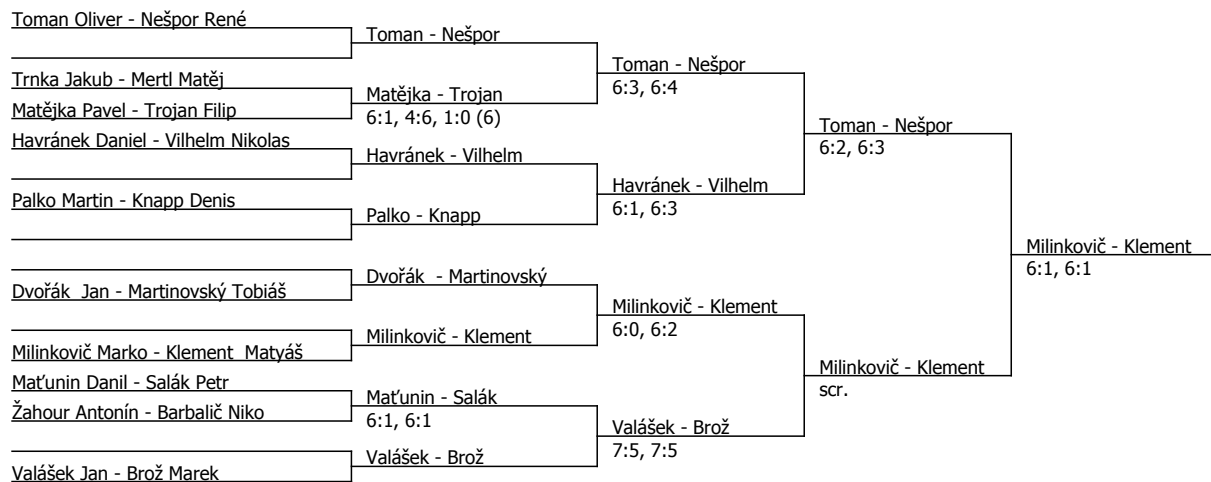 Toman Oliver - Nešpor René
Toman - Nešpor
Toman - Nešpor
6:3, 6:4
Trnka Jakub - Mertl Matěj
Matějka - Trojan
6:1, 4:6, 1:0 (6)
Matějka Pavel - Trojan Filip
Toman - Nešpor
6:2, 6:3
Havránek Daniel - Vilhelm Nikolas
Havránek - Vilhelm
Havránek - Vilhelm
6:1, 6:3
Palko Martin - Knapp Denis
Palko - Knapp
Milinkovič - Klement
6:1, 6:1
Dvořák  - Martinovský
Dvořák  Jan - Martinovský Tobiáš
Milinkovič - Klement
6:0, 6:2
Milinkovič - Klement
Milinkovič Marko - Klement  Matyáš
Milinkovič - Klement
scr.
Maťunin Danil - Salák Petr
Maťunin - Salák
6:1, 6:1
Žahour Antonín - Barbalič Niko
Valášek - Brož
7:5, 7:5
Valášek - Brož
Valášek Jan - Brož Marek